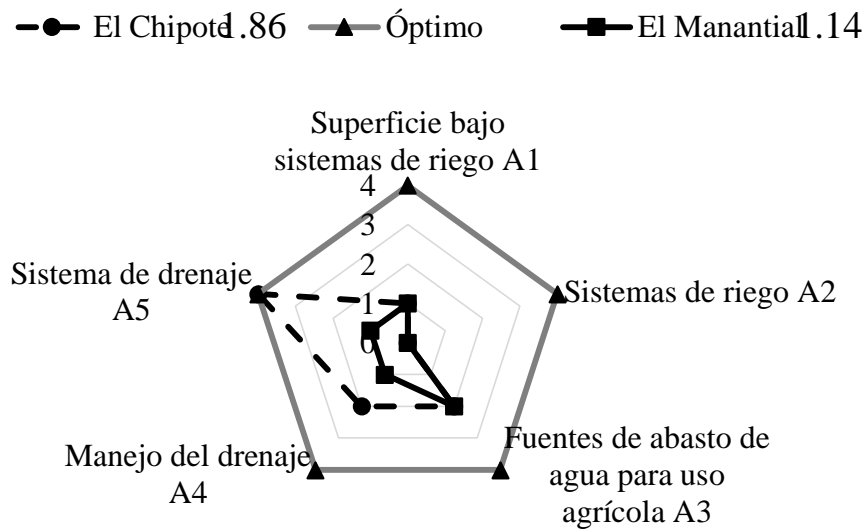 El Chipote 1.86 Óptimo El Manantial 1.14
Superficie bajo
sistemas de riego A1
4
3
2
1
0
Sistema de drenaje
A5
Sistemas de riego A2
Manejo del drenaje
A4
Fuentes de abasto de
agua para uso
agrícola A3